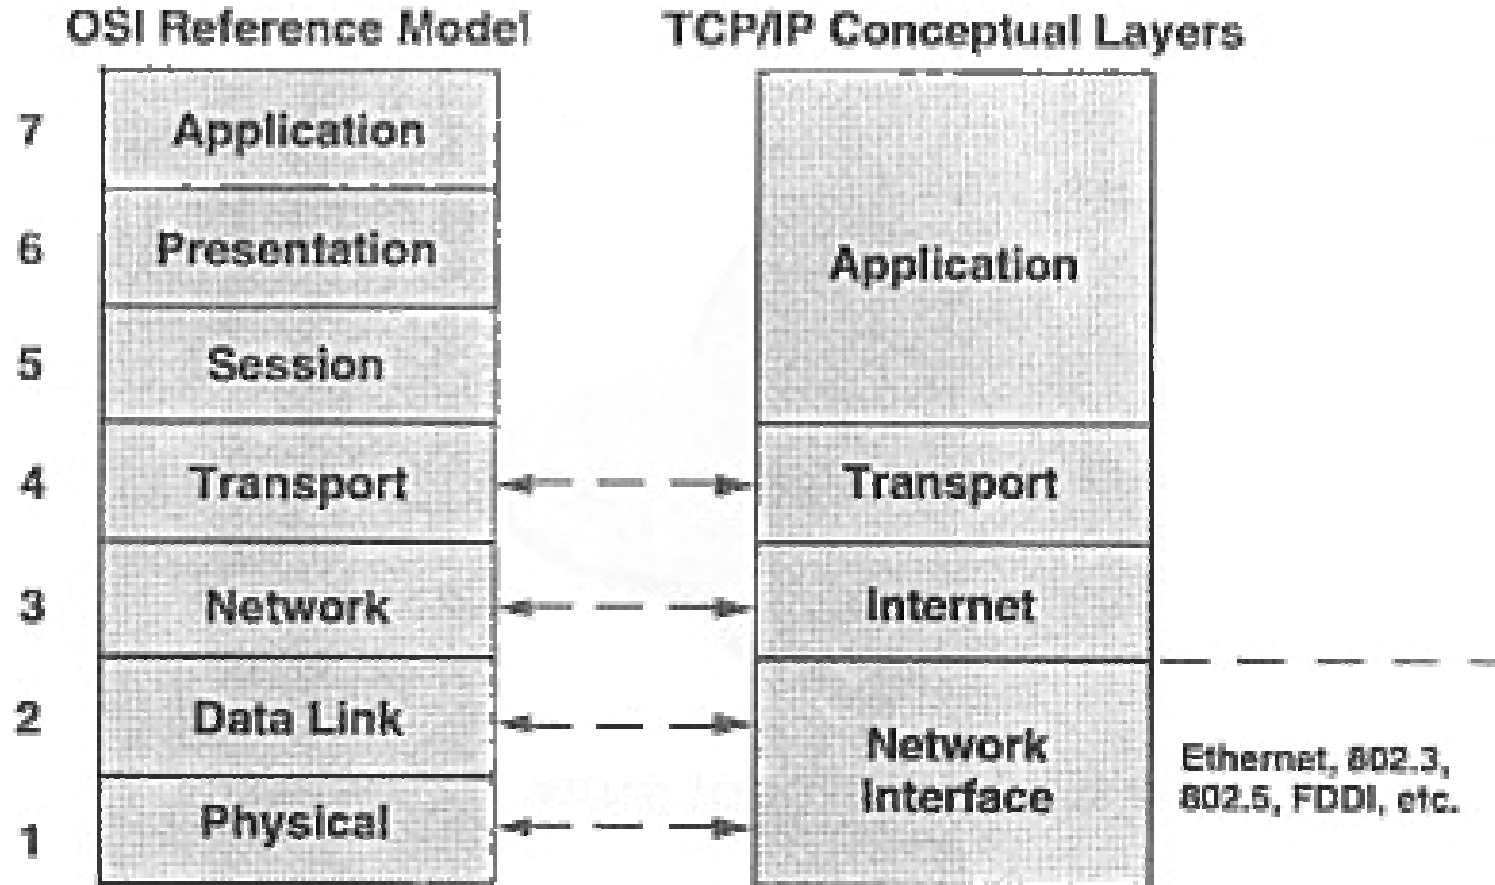 OSI Reference Model
TCP/IP Conceptual Layers
7
Application
6
Presentation
5
Session
4
Transport
3
Network
2
Data Link
1
Physical
Application
Transport
Internet
Network
Interface
Ethernet, 802.3,
802.5, FDDI, etc.